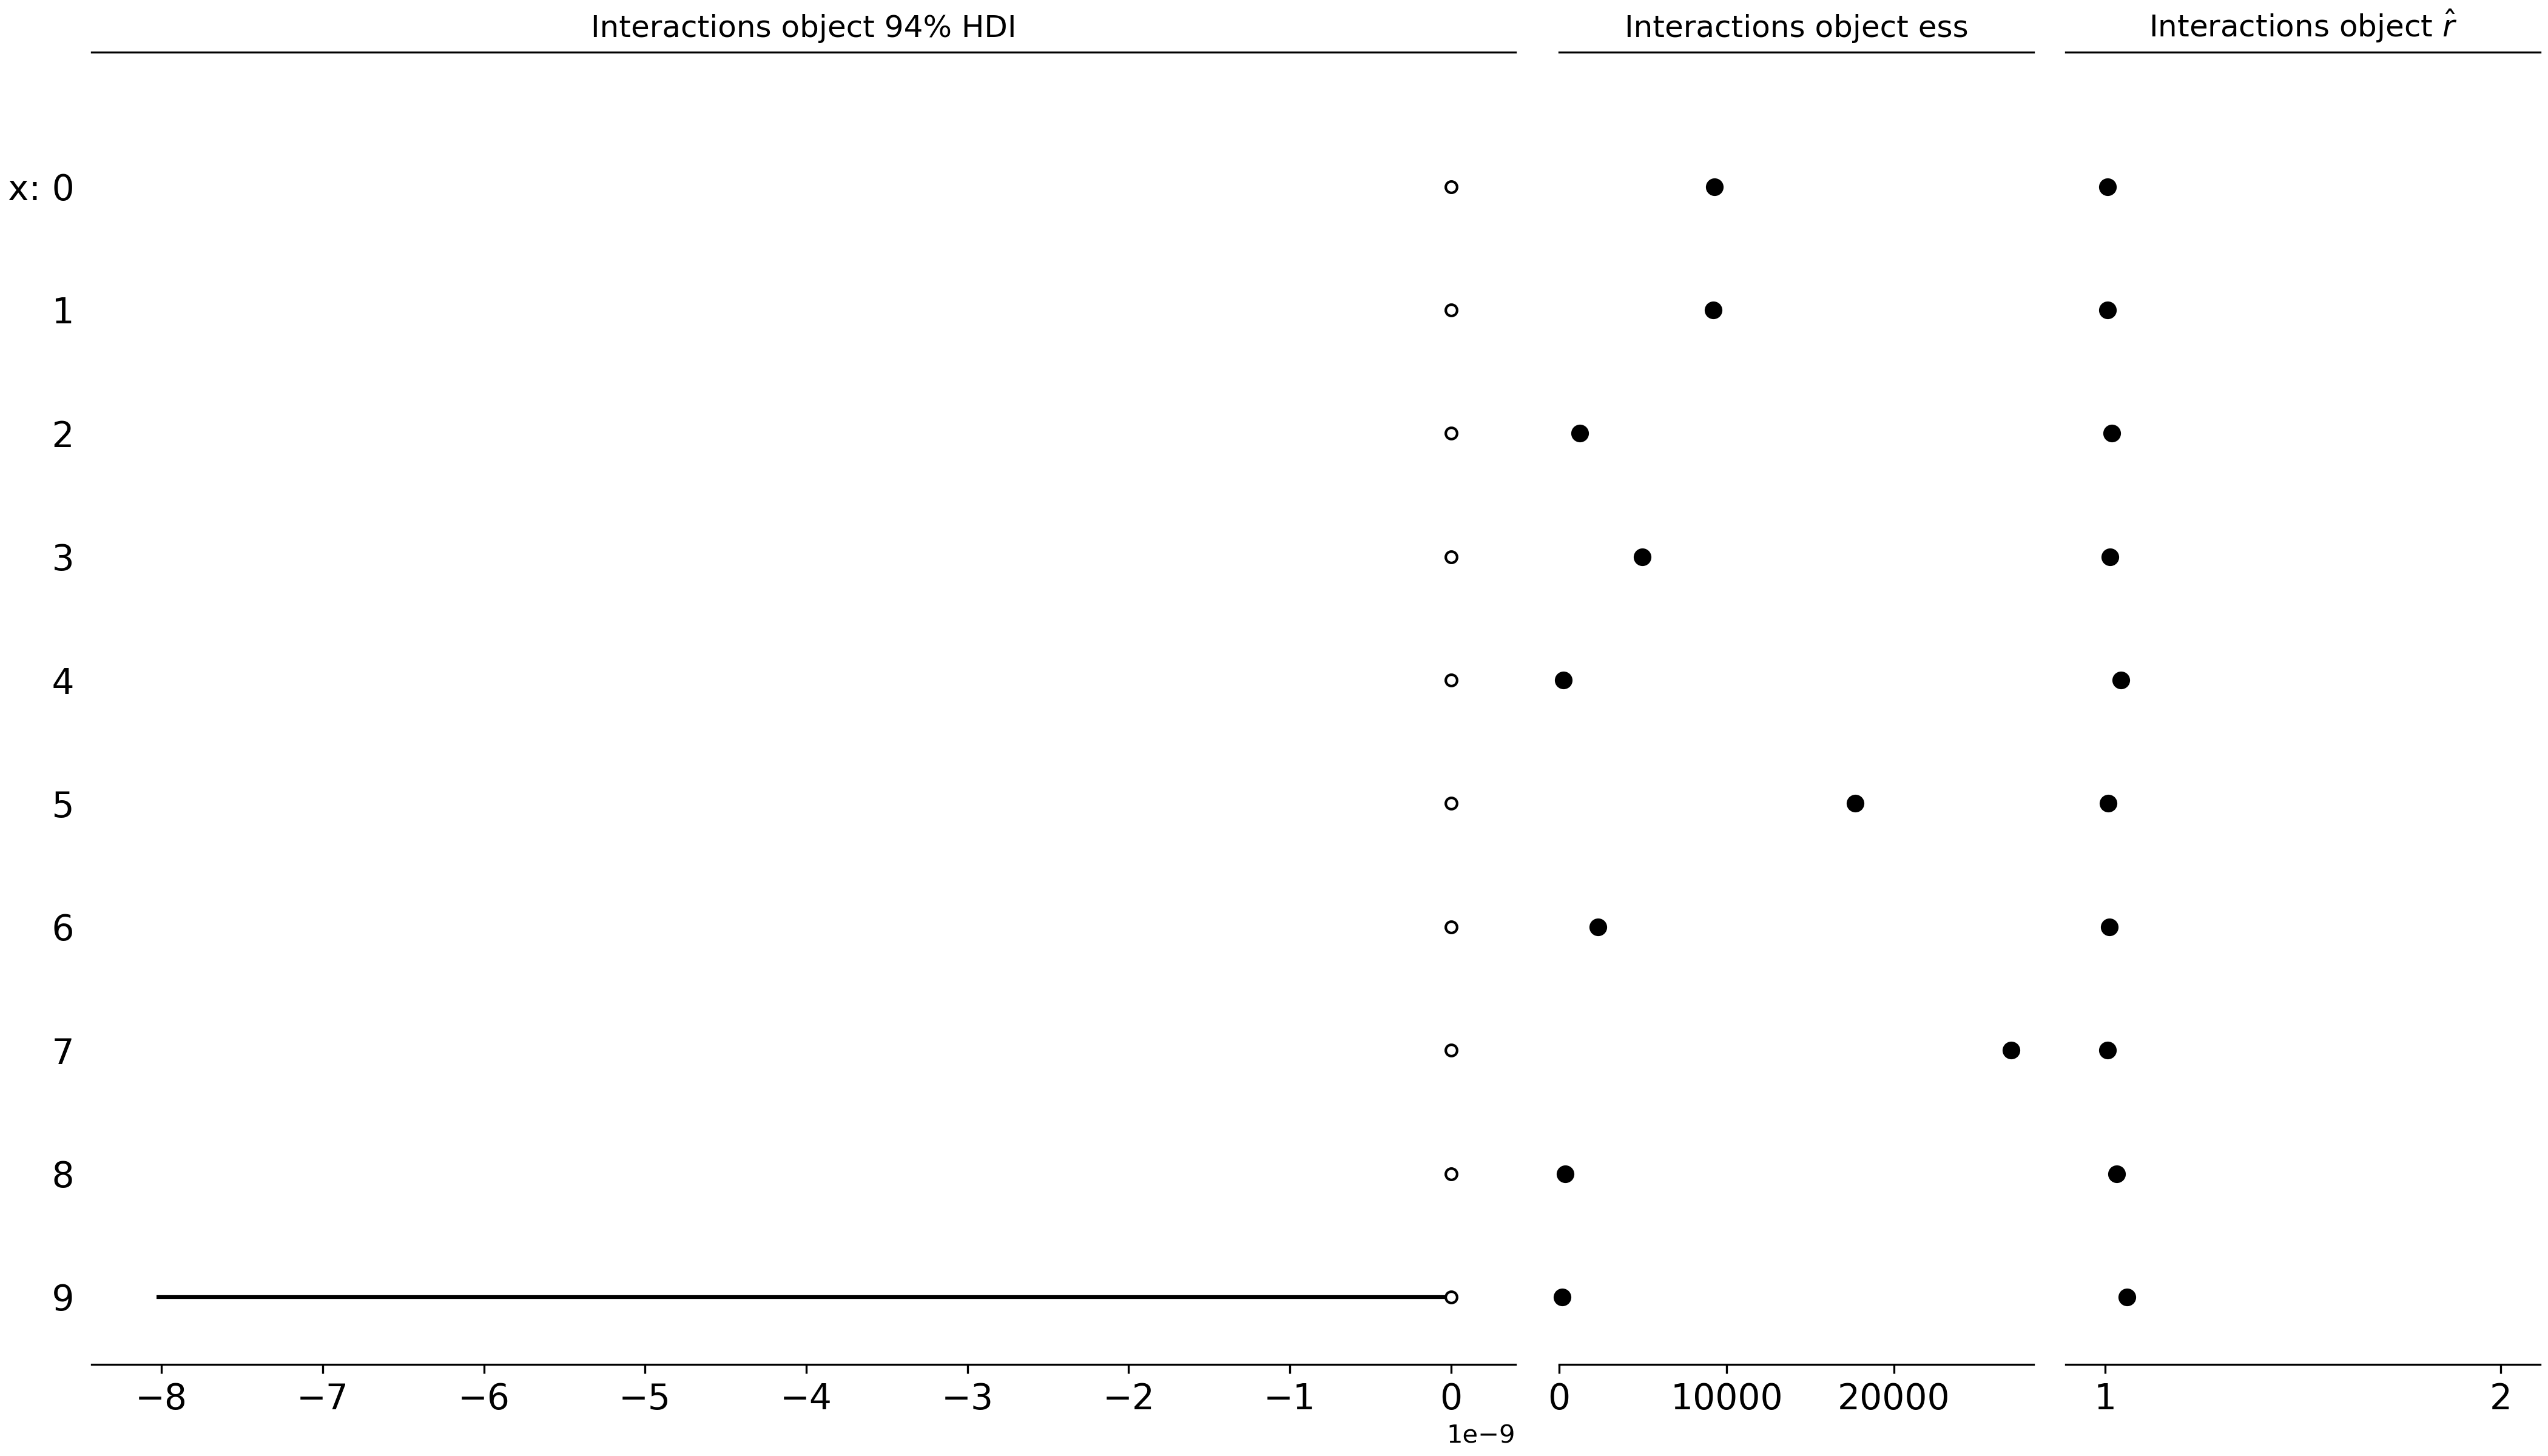 Interactions object 94% HDI Interactions object ess Interactions object r̂
x: 0
1
2
3
4
5
6
7
8
9
−8 −7 −6 −5 −4 −3 −2 −1 0 0 10000 20000 1 2
1e−9